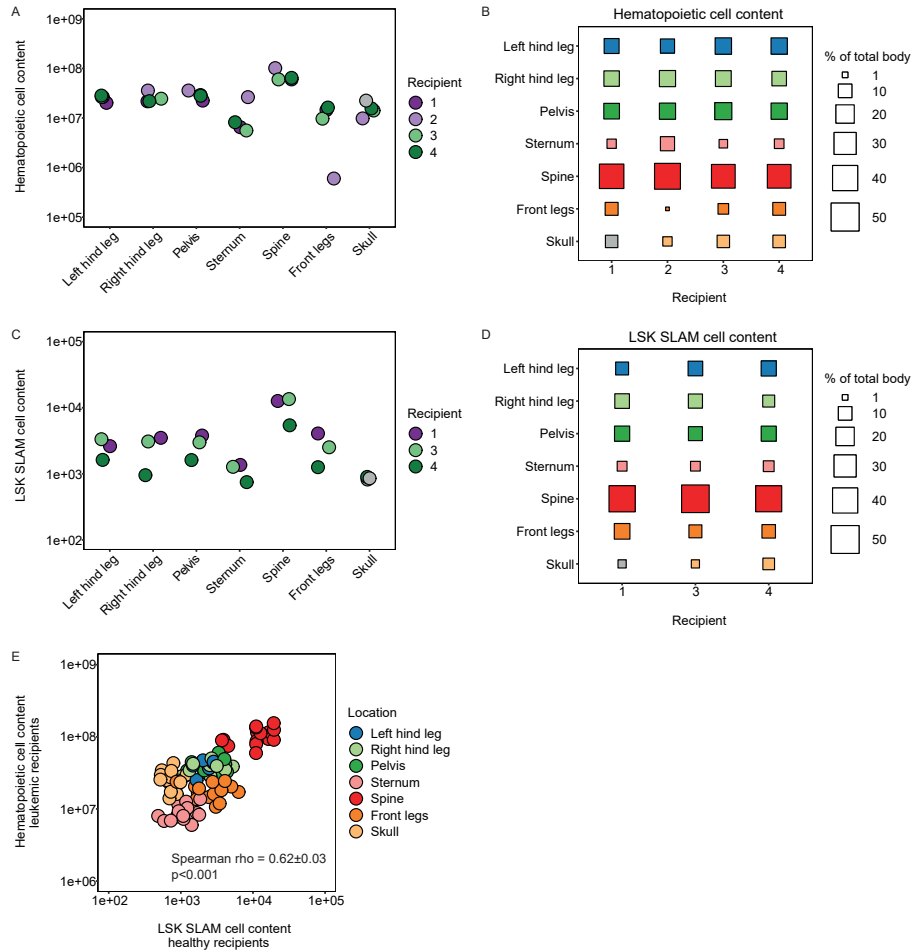 A
Hematopoietic cell content
1e+09
1e+08
1e+07
1e+06
1e+05
Left hind leg
Right hind leg
Pelvis
Sternum
Spine
Front legs
Skull
Recipient
1
2
3
4
B
Hematopoietic cell content
Left hind leg
Right hind leg
Pelvis
Sternum
Spine
Front legs
Skull
1 2 3 4
Recipient
% of total body
1
10
20
30
40
50
C
LSK SLAM cell content
1e+05
1e+04
1e+03
1e+02
Left hind leg
Right hind leg
Pelvis
Sternum
Spine
Front legs
Skull
Recipient
1
3
4
D
LSK SLAM cell content
Left hind leg
Right hind leg
Pelvis
Sternum
Spine
Front legs
Skull
1 3 4
Recipient
% of total body
1
10
20
30
40
50
E
Hematopoietic cell content
leukemic recipients
1e+09
1e+08
1e+07
1e+06
Spearman rho = 0.62±0.03
p<0.001
1e+02 1e+03 1e+04 1e+05
LSK SLAM cell content
healthy recipients
Location
Left hind leg
Right hind leg
Pelvis
Sternum
Spine
Front legs
Skull